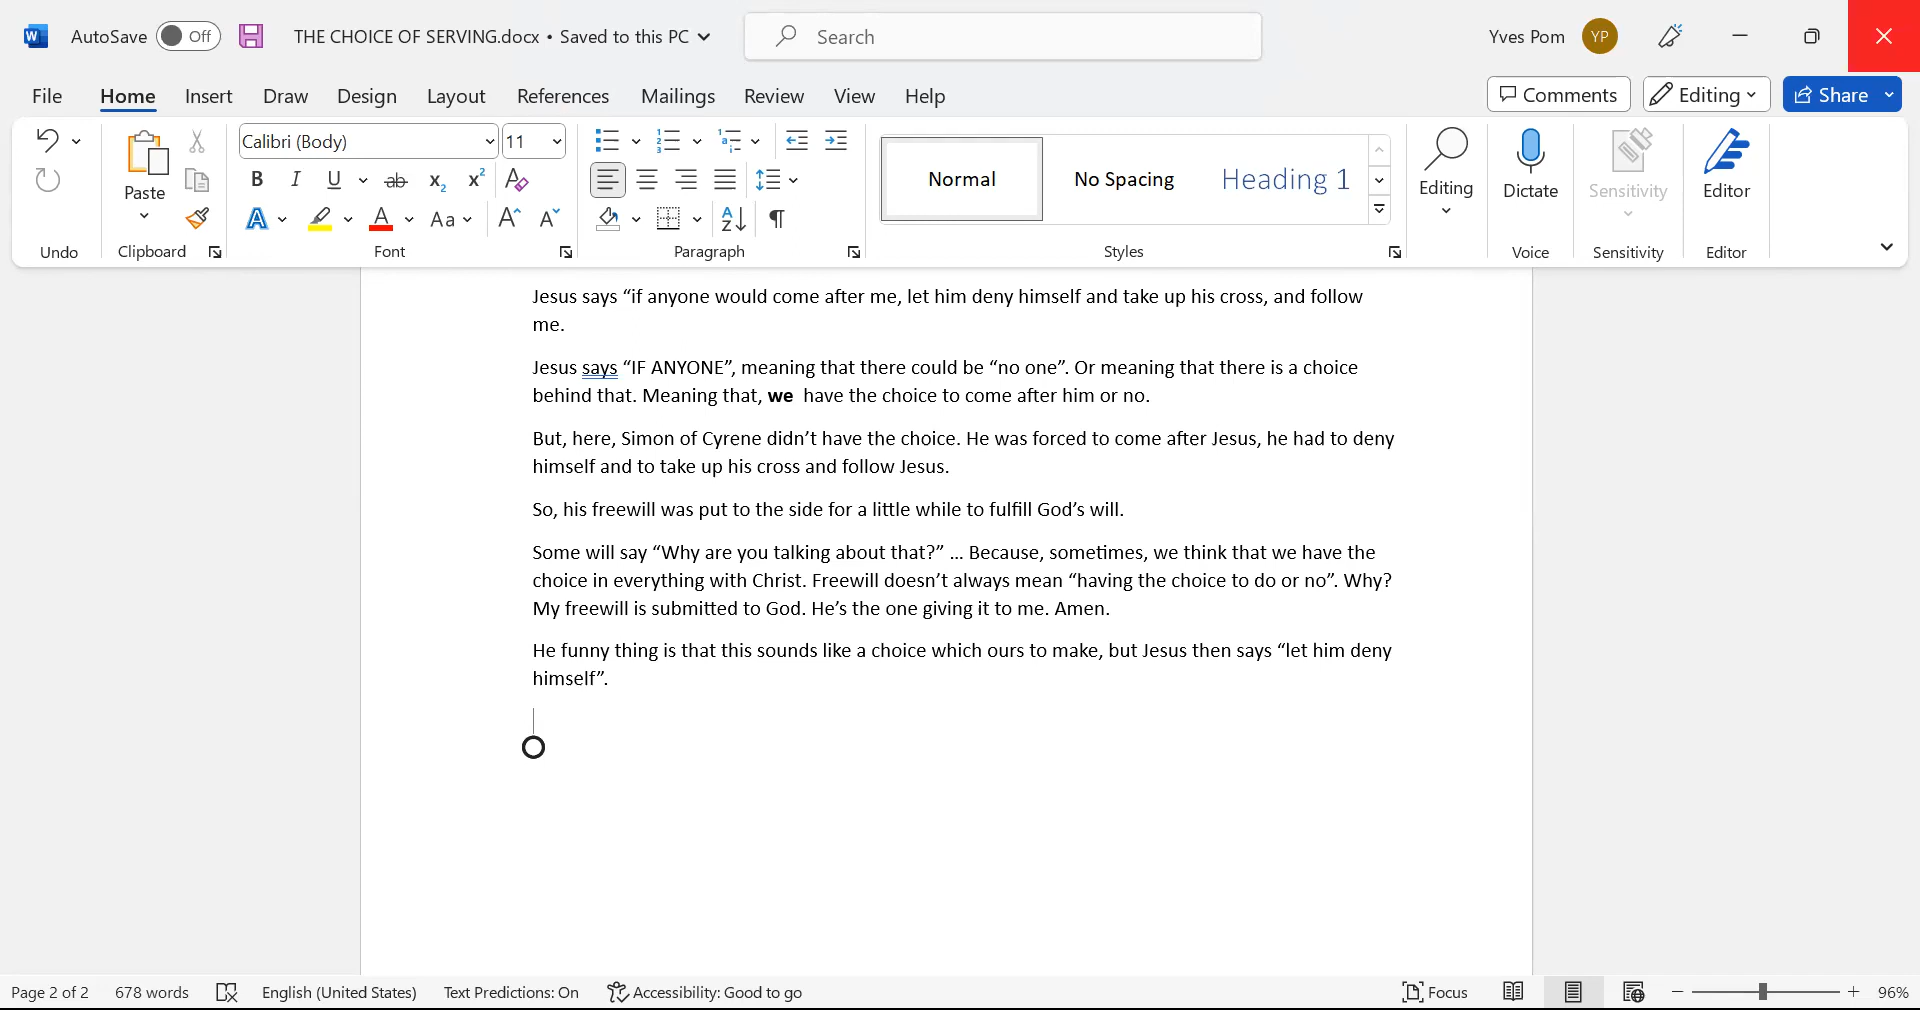 AutoSave Off THE CHOICE OF SERVING.docx • Saved to this PC Search Yves Pom YP
File Home Insert Draw Design Layout References Mailings Review View Help Comments Editing Share
Calibri (Body) 11
Paste Normal No Spacing Heading 1 Editing Dictate Sensitivity Editor
Undo Clipboard Font Paragraph Styles Voice Sensitivity Editor
Jesus says “if anyone would come after me, let him deny himself and take up his cross, and follow
me.
Jesus says “IF ANYONE”, meaning that there could be “no one”. Or meaning that there is a choice
behind that. Meaning that, we have the choice to come after him or no.
But, here, Simon of Cyrene didn’t have the choice. He was forced to come after Jesus, he had to deny
himself and to take up his cross and follow Jesus.
So, his freewill was put to the side for a little while to fulfill God’s will.
Some will say “Why are you talking about that?” … Because, sometimes, we think that we have the
choice in everything with Christ. Freewill doesn’t always mean “having the choice to do or no”. Why?
My freewill is submitted to God. He’s the one giving it to me. Amen.
He funny thing is that this sounds like a choice which ours to make, but Jesus then says “let him deny
himself”.
Page 2 of 2 678 words English (United States) Text Predictions: On Accessibility: Good to go Focus 96%